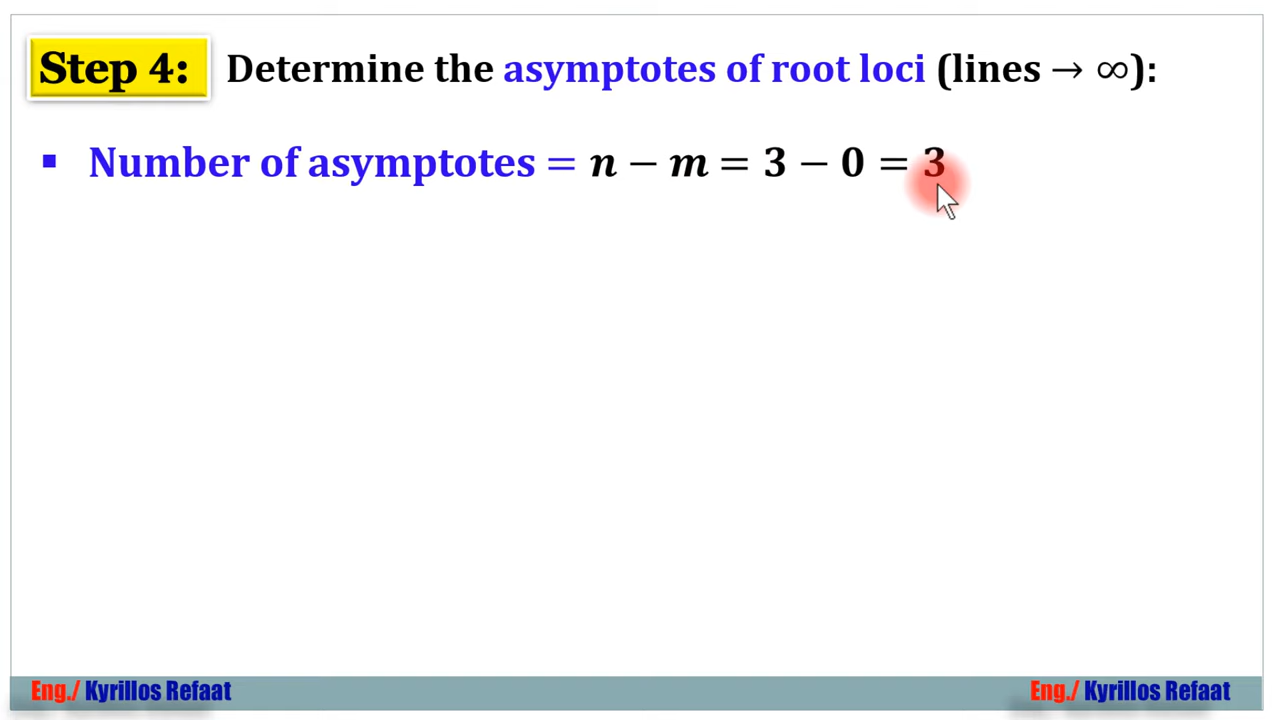 Step 4: Determine the asymptotes of root loci (lines → ∞):
▪ Number of asymptotes = n − m = 3 − 0 = 3
Eng./ Kyrillos Refaat Eng./ Kyrillos Refaat